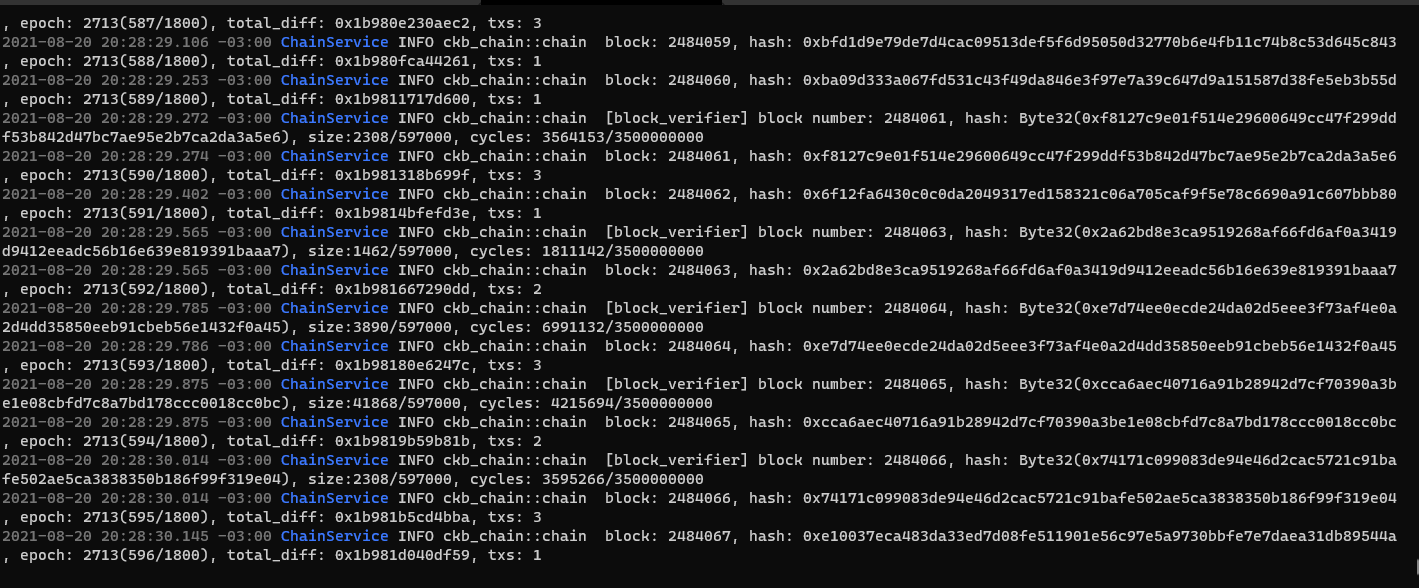 , epoch: 2713(587/1800), total_diff: 0x1b980e230aec2, txs: 3
2021-08-20 20:28:29.106 -03:00 ChainService INFO ckb_chain::chain  block: 2484059, hash: 0xbfd1d9e79de7d4cac09513def5f6d95050d32770b6e4fb11c74b8c53d645c843
, epoch: 2713(588/1800), total_diff: 0x1b980fca44261, txs: 1
2021-08-20 20:28:29.253 -03:00 ChainService INFO ckb_chain::chain  block: 2484060, hash: 0xba09d333a067fd531c43f49da846e3f97e7a39c647d9a151587d38fe5eb3b55d
, epoch: 2713(589/1800), total_diff: 0x1b9811717d600, txs: 1
2021-08-20 20:28:29.272 -03:00 ChainService INFO ckb_chain::chain  [block_verifier] block number: 2484061, hash: Byte32(0xf8127c9e01f514e29600649cc47f299dd
f53b842d47bc7ae95e2b7ca2da3a5e6), size:2308/597000, cycles: 3564153/3500000000
2021-08-20 20:28:29.274 -03:00 ChainService INFO ckb_chain::chain  block: 2484061, hash: 0xf8127c9e01f514e29600649cc47f299ddf53b842d47bc7ae95e2b7ca2da3a5e6
, epoch: 2713(590/1800), total_diff: 0x1b981318b699f, txs: 3
2021-08-20 20:28:29.402 -03:00 ChainService INFO ckb_chain::chain  block: 2484062, hash: 0x6f12fa6430c0c0da2049317ed158321c06a705caf9f5e78c6690a91c607bbb80
, epoch: 2713(591/1800), total_diff: 0x1b9814bfefd3e, txs: 1
2021-08-20 20:28:29.565 -03:00 ChainService INFO ckb_chain::chain  [block_verifier] block number: 2484063, hash: Byte32(0x2a62bd8e3ca9519268af66fd6af0a3419
d9412eeadc56b16e639e819391baaa7), size:1462/597000, cycles: 1811142/3500000000
2021-08-20 20:28:29.565 -03:00 ChainService INFO ckb_chain::chain  block: 2484063, hash: 0x2a62bd8e3ca9519268af66fd6af0a3419d9412eeadc56b16e639e819391baaa7
, epoch: 2713(592/1800), total_diff: 0x1b981667290dd, txs: 2
2021-08-20 20:28:29.785 -03:00 ChainService INFO ckb_chain::chain  [block_verifier] block number: 2484064, hash: Byte32(0xe7d74ee0ecde24da02d5eee3f73af4e0a
2d4dd35850eeb91cbeb56e1432f0a45), size:3890/597000, cycles: 6991132/3500000000
2021-08-20 20:28:29.786 -03:00 ChainService INFO ckb_chain::chain  block: 2484064, hash: 0xe7d74ee0ecde24da02d5eee3f73af4e0a2d4dd35850eeb91cbeb56e1432f0a45
, epoch: 2713(593/1800), total_diff: 0x1b98180e6247c, txs: 3
2021-08-20 20:28:29.875 -03:00 ChainService INFO ckb_chain::chain  [block_verifier] block number: 2484065, hash: Byte32(0xcca6aec40716a91b28942d7cf70390a3b
e1e08cbfd7c8a7bd178ccc0018cc0bc), size:41868/597000, cycles: 4215694/3500000000
2021-08-20 20:28:29.875 -03:00 ChainService INFO ckb_chain::chain  block: 2484065, hash: 0xcca6aec40716a91b28942d7cf70390a3be1e08cbfd7c8a7bd178ccc0018cc0bc
, epoch: 2713(594/1800), total_diff: 0x1b9819b59b81b, txs: 2
2021-08-20 20:28:30.014 -03:00 ChainService INFO ckb_chain::chain  [block_verifier] block number: 2484066, hash: Byte32(0x74171c099083de94e46d2cac5721c91ba
fe502ae5ca3838350b186f99f319e04), size:2308/597000, cycles: 3595266/3500000000
2021-08-20 20:28:30.014 -03:00 ChainService INFO ckb_chain::chain  block: 2484066, hash: 0x74171c099083de94e46d2cac5721c91bafe502ae5ca3838350b186f99f319e04
, epoch: 2713(595/1800), total_diff: 0x1b981b5cd4bba, txs: 3
2021-08-20 20:28:30.145 -03:00 ChainService INFO ckb_chain::chain  block: 2484067, hash: 0xe10037eca483da33ed7d08fe511901e56c97e5a9730bbfe7e7daea31db89544a
, epoch: 2713(596/1800), total_diff: 0x1b981d040df59, txs: 1